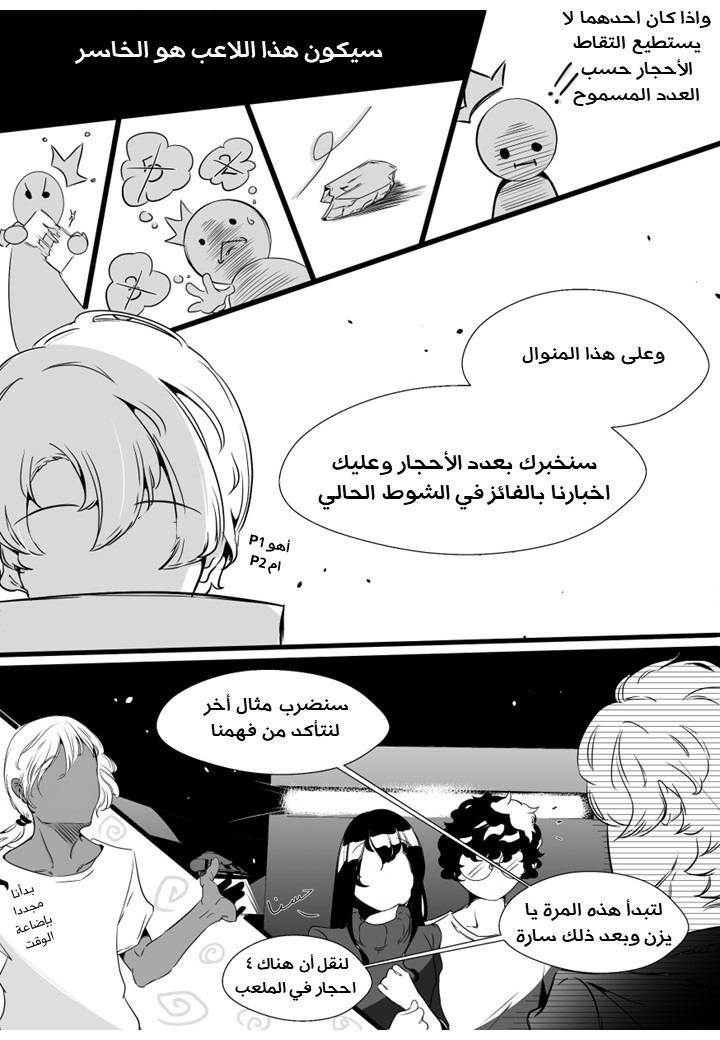 واذا كان احدهما لا
يستطيع التقاط
الأحجار حسب
العدد المسموح
!!
سيكون هذا اللاعب هو الخاسر
وعلى هذا المنوال
سنخبرك بعدد الأحجار وعليك
اخبارنا بالفائز في الشوط الحالي
أهو P1
ام P2
سنضرب مثال أخر
لنتأكد من فهمنا
لتبدأ هذه المرة يا
يزن وبعد ذلك سارة
لنقل أن هناك ٤
احجار في الملعب
حسنا
بدأنا
مجددا
بإضاعة
الوقت